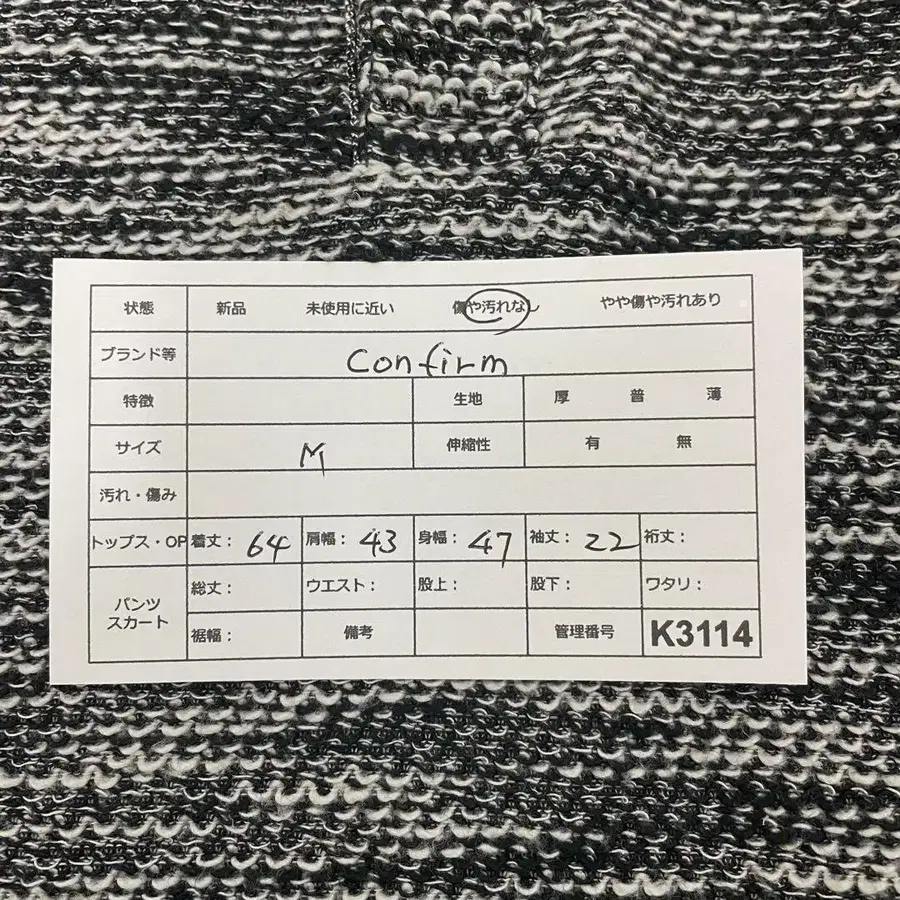 状態 新品 未使用に近い 傷や汚れなし やや傷や汚れあり
ブランド等 Confirm
特徴 生地 厚 普 薄
サイズ M 伸縮性 有 無
汚れ・傷み
トップス・OP 着丈: 64 肩幅: 43 身幅: 47 袖丈: 22 裄丈:
パンツ スカート 総丈: ウエスト: 股上: 股下: ワタリ:
裾幅: 備考 管理番号 K3114